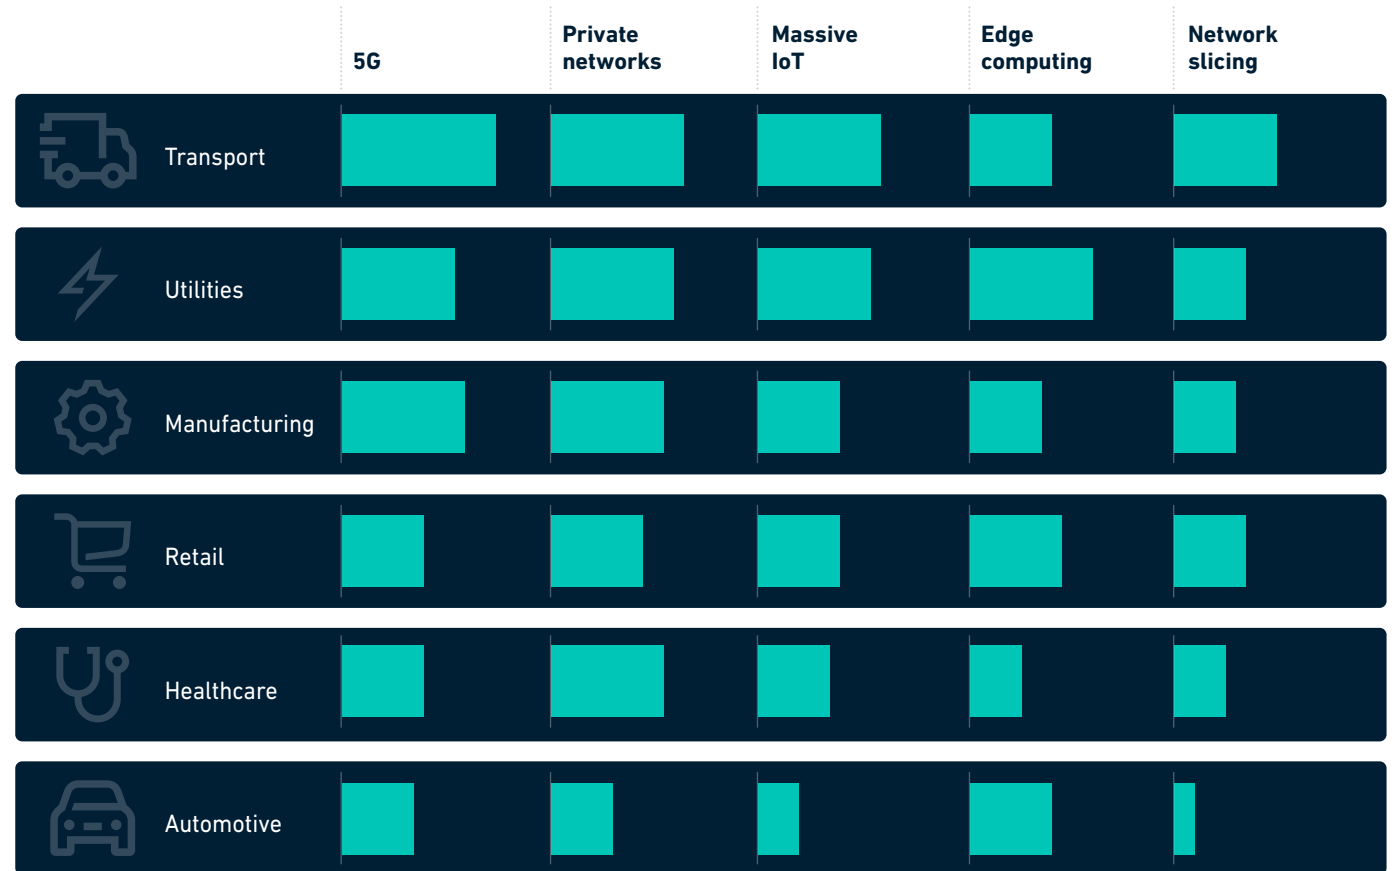 5G
Private
networks
Massive
IoT
Edge
computing
Network
slicing
Transport
Utilities
Manufacturing
Retail
Healthcare
Automotive